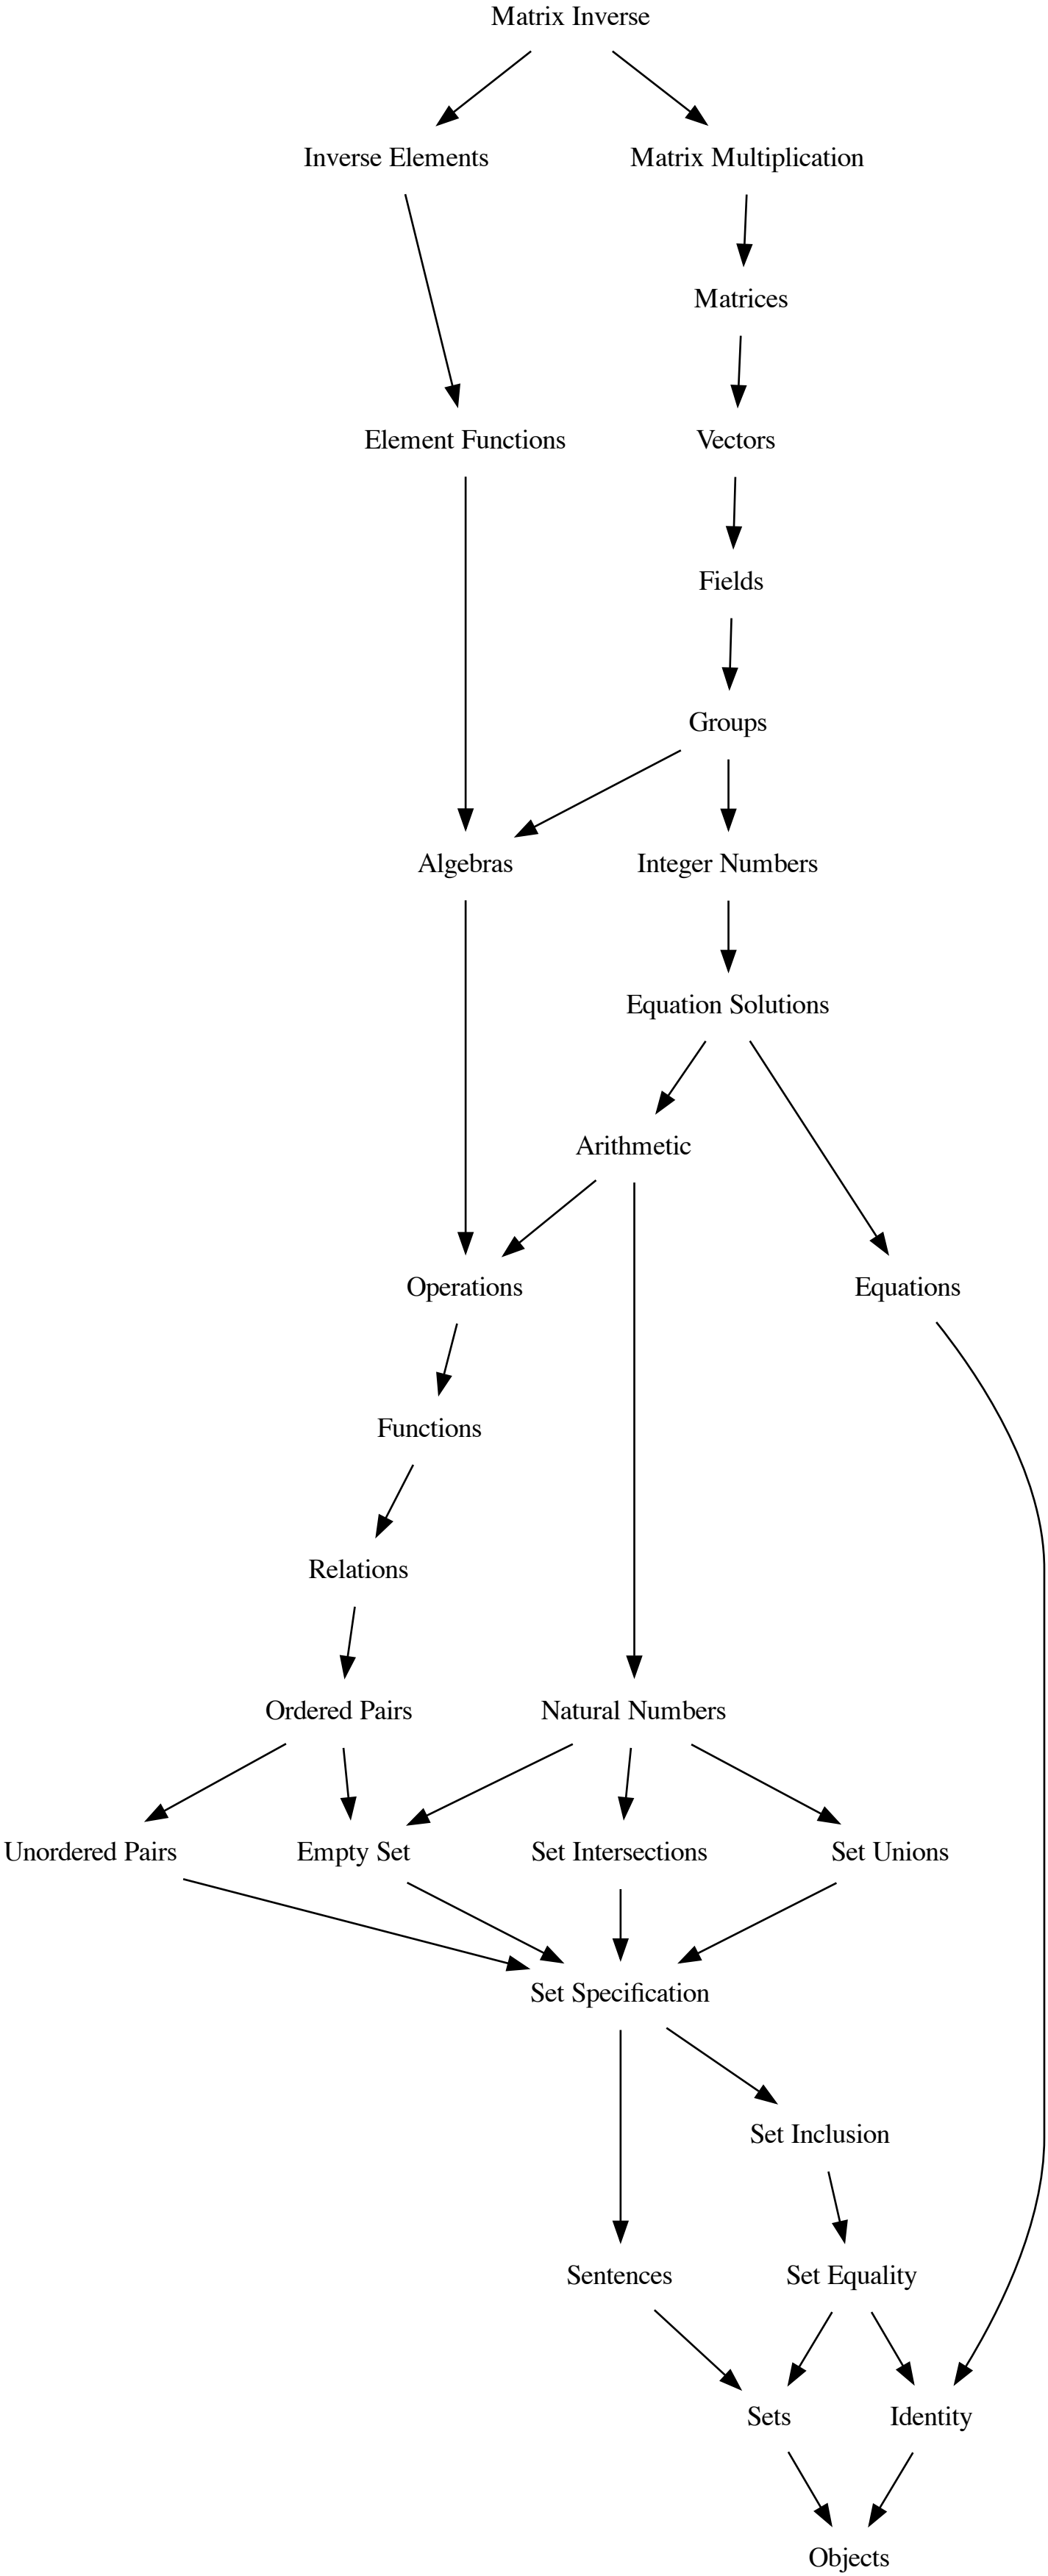 Matrix Inverse
Inverse Elements
Matrix Multiplication
Matrices
Element Functions
Vectors
Fields
Groups
Algebras
Integer Numbers
Equation Solutions
Arithmetic
Operations
Equations
Functions
Relations
Ordered Pairs
Natural Numbers
Unordered Pairs
Empty Set
Set Intersections
Set Unions
Set Specification
Set Inclusion
Sentences
Set Equality
Sets
Identity
Objects